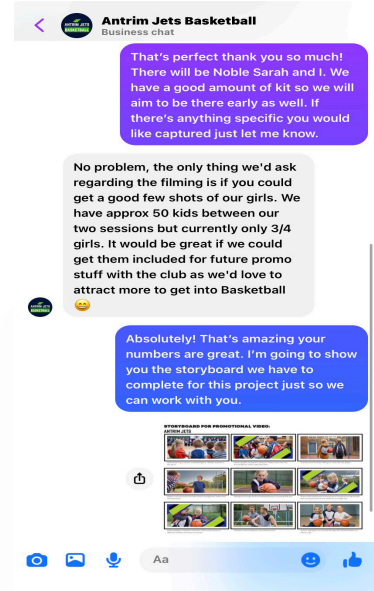 Antrim Jets Basketball
Business chat
That's perfect thank you so much!
There will be Noble Sarah and I. We
have a good amount of kit so we will
aim to be there early as well. If
there's anything specific you would
like captured just let me know.
No problem, the only thing we'd ask
regarding the filming is if you could
get a good few shots of our girls. We
have approx 50 kids between our
two sessions but currently only 3/4
girls. It would be great if we could
get them included for future promo
stuff with the club as we'd love to
attract more to get into Basketball
😄
Absolutely! That's amazing your
numbers are great. I'm going to show
you the storyboard we have to
complete for this project just so we
can work with you.
STORYBOARD FOR PROMOTIONAL VIDEO:
ANTRIM JETS
Aa